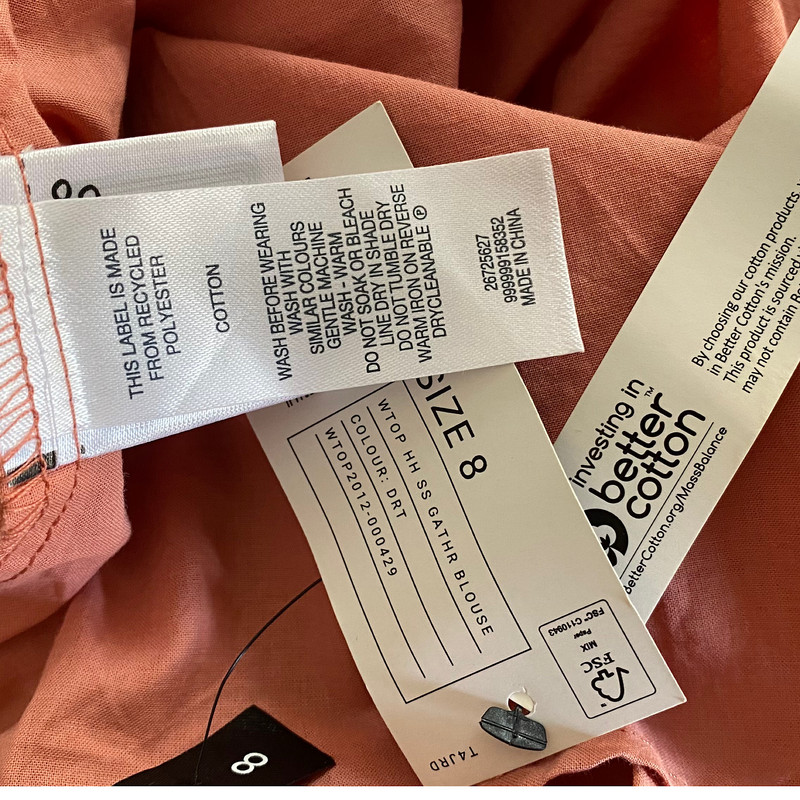 8
THIS LABEL IS MADE
FROM RECYCLED
POLYESTER
COTTON
WASH BEFORE WEARING
WASH WITH
SIMILAR COLOURS
GENTLE MACHINE
WASH - WARM
DO NOT SOAK OR BLEACH
LINE DRY IN SHADE
DO NOT TUMBLE DRY
WARM IRON ON REVERSE
DRYCLEANABLE Ⓟ
26725627
999999158352
MADE IN CHINA
SIZE 8
WTOP HH SS GATHR BLOUSE
COLOUR: DRT
WTOP2012-000429
FSC
MIX
Paper
FSC™ C110943
T4JRD
8
investing in
better™
cotton
BetterCotton.org/MassBalance
By choosing our cotton products
in Better Cotton's mission.
This product is sourced
may not contain